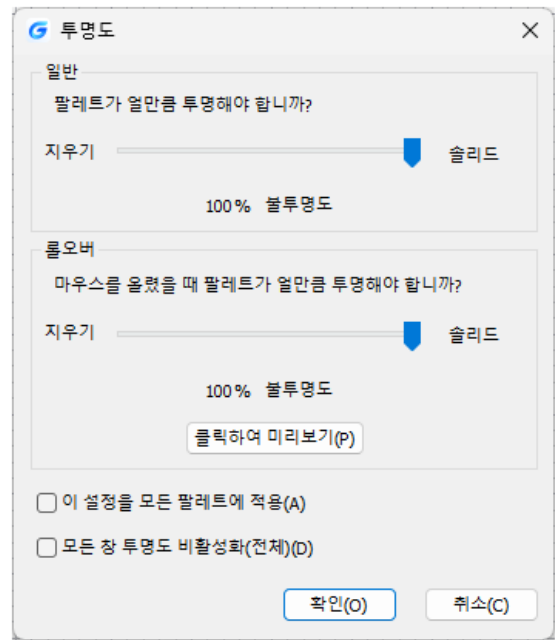 투명도
일반
팔레트가 얼만큼 투명해야 합니까?
지우기 솔리드
100% 불투명도
롤오버
마우스를 올렸을 때 팔레트가 얼만큼 투명해야 합니까?
지우기 솔리드
100% 불투명도
클릭하여 미리보기(P)
이 설정을 모든 팔레트에 적용(A)
모든 창 투명도 비활성화(전체)(D)
확인(O) 취소(C)